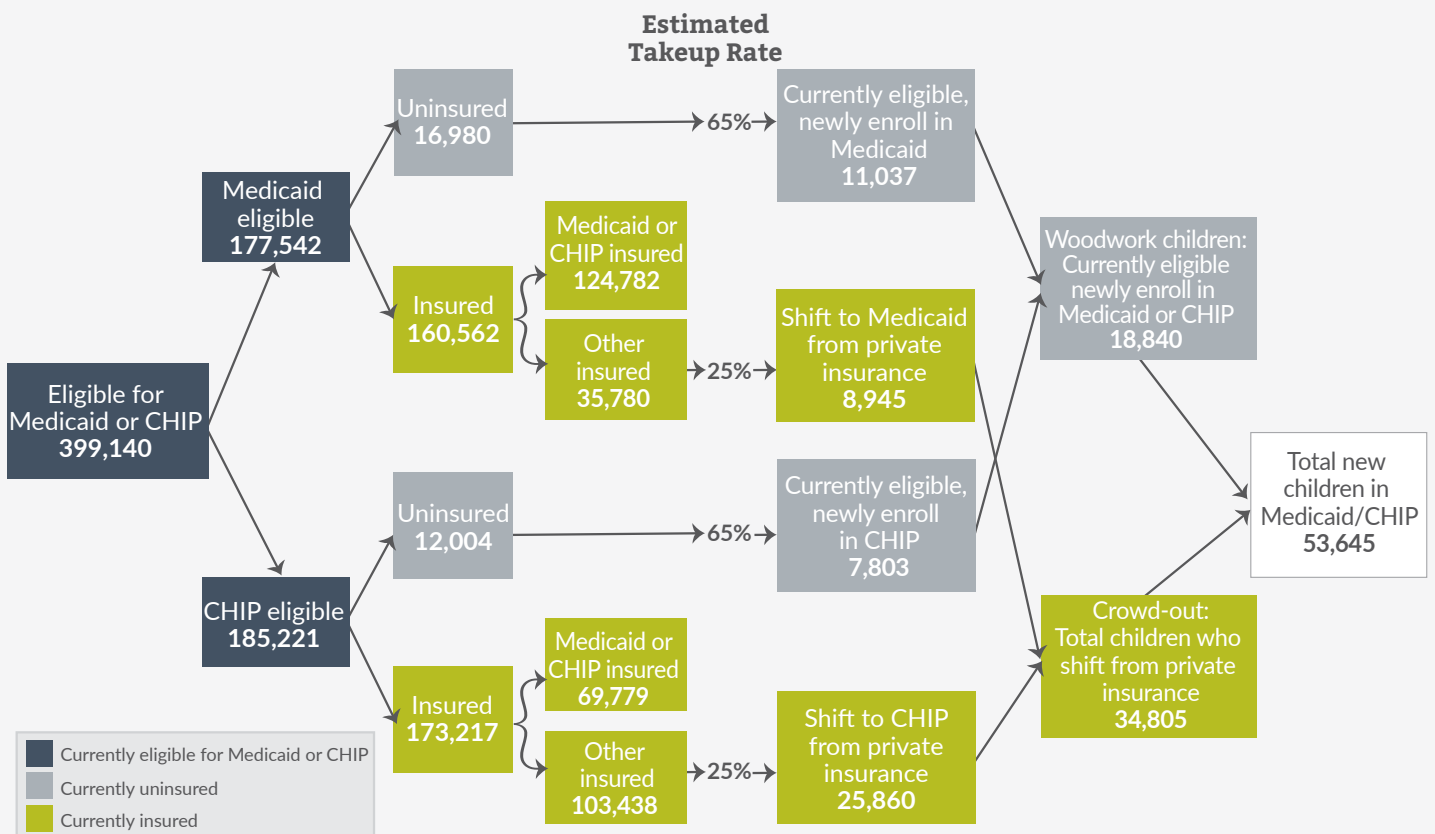 Estimated
Takeup Rate
Uninsured
16,980
65%
Currently eligible,
newly enroll in
Medicaid
11,037
Medicaid
eligible
177,542
Medicaid or
CHIP insured
124,782
Insured
160,562
Other
insured
35,780
25%
Shift to Medicaid
from private
insurance
8,945
Woodwork children:
Currently eligible
newly enroll in
Medicaid or CHIP
18,840
Eligible for
Medicaid or CHIP
399,140
Uninsured
12,004
65%
Currently eligible,
newly enroll
in CHIP
7,803
Total new
children in
Medicaid/CHIP
53,645
CHIP eligible
185,221
Medicaid or
CHIP insured
69,779
Insured
173,217
Other
insured
103,438
25%
Shift to CHIP
from private
insurance
25,860
Crowd-out:
Total children who
shift from private
insurance
34,805
Currently eligible for Medicaid or CHIP
Currently uninsured
Currently insured